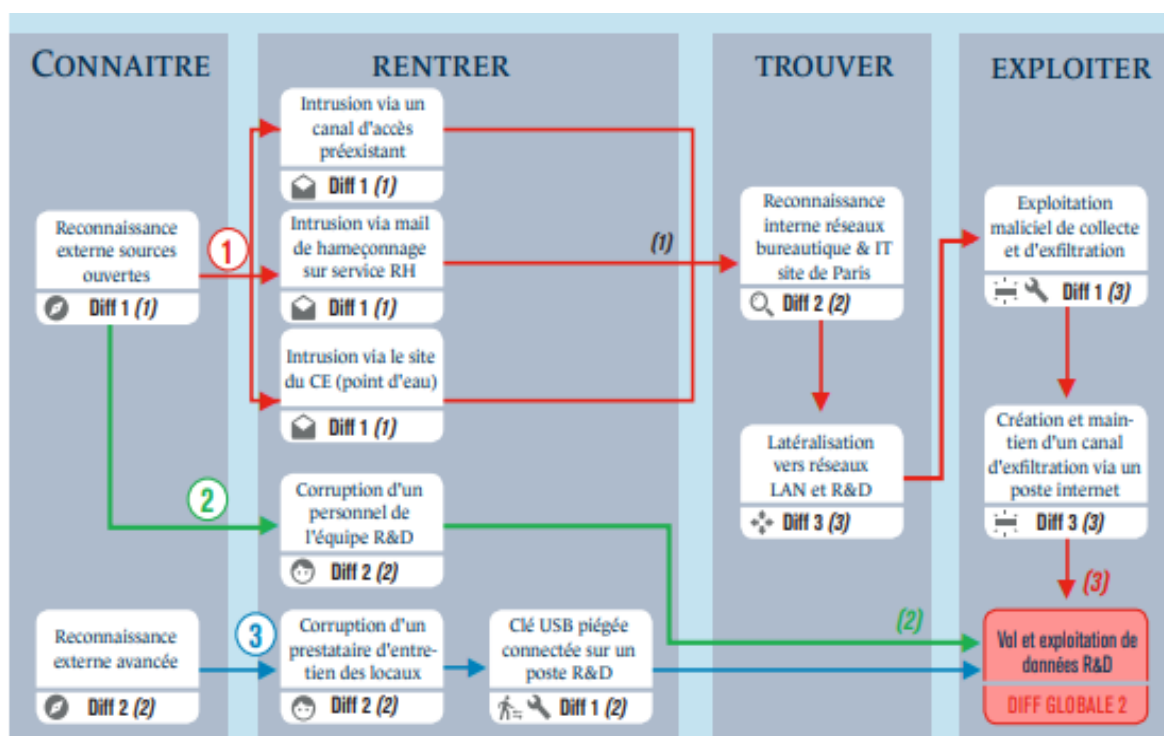 CONNAITRE
RENTRER
TROUVER
EXPLOITER
Intrusion via un
canal d'accès
préexistant
Diff 1 (1)
Reconnaissance
externe sources
ouvertes
Diff 1 (1)
1
Intrusion via mail
de hameçonnage
sur service RH
Diff 1 (1)
(1)
Reconnaissance
interne réseaux
bureautique & IT
site de Paris
Diff 2 (2)
Exploitation
maliciel de collecte
et d'exfiltration
Diff 1 (3)
Intrusion via le site
du CE (point d'eau)
Diff 1 (1)
Latéralisation
vers réseaux
LAN et R&D
Diff 3 (3)
Création et main-
tien d'un canal
d'exfiltration via un
poste internet
Diff 3 (3)
2
Corruption d'un
personnel de
l'équipe R&D
Diff 2 (2)
(2)
(3)
Reconnaissance
externe avancée
Diff 2 (2)
3
Corruption d'un
prestataire d'entre-
tien des locaux
Diff 2 (2)
Clé USB piégée
connectée sur un
poste R&D
Diff 1 (2)
Vol et exploitation de
données R&D
DIFF GLOBALE 2